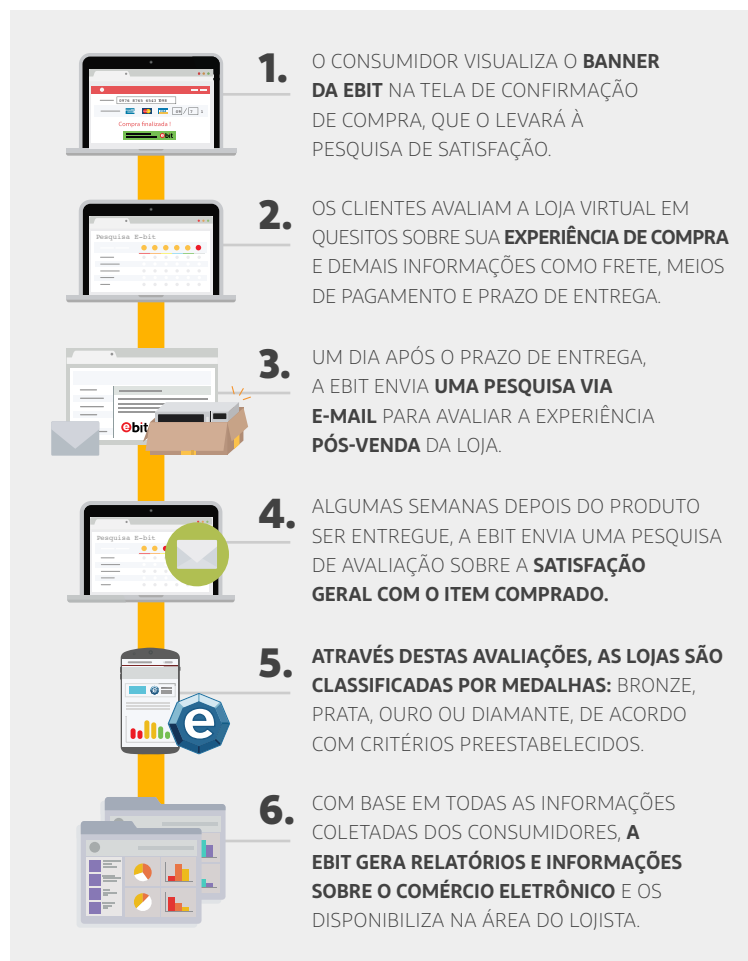 1.
O CONSUMIDOR VISUALIZA O BANNER
DA EBIT NA TELA DE CONFIRMAÇÃO
DE COMPRA, QUE O LEVARÁ À
PESQUISA DE SATISFAÇÃO.
Compra finalizada !
ebit
2.
OS CLIENTES AVALIAM A LOJA VIRTUAL EM
QUESITOS SOBRE SUA EXPERIÊNCIA DE COMPRA
E DEMAIS INFORMAÇÕES COMO FRETE, MEIOS
DE PAGAMENTO E PRAZO DE ENTREGA.
Pesquisa E-bit
3.
UM DIA APÓS O PRAZO DE ENTREGA,
A EBIT ENVIA UMA PESQUISA VIA
E-MAIL PARA AVALIAR A EXPERIÊNCIA
PÓS-VENDA DA LOJA.
ebit
4.
ALGUMAS SEMANAS DEPOIS DO PRODUTO
SER ENTREGUE, A EBIT ENVIA UMA PESQUISA
DE AVALIAÇÃO SOBRE A SATISFAÇÃO
GERAL COM O ITEM COMPRADO.
Pesquisa E-bit
5.
ATRAVÉS DESTAS AVALIAÇÕES, AS LOJAS SÃO
CLASSIFICADAS POR MEDALHAS: BRONZE,
PRATA, OURO OU DIAMANTE, DE ACORDO
COM CRITÉRIOS PREESTABELECIDOS.
e
6.
COM BASE EM TODAS AS INFORMAÇÕES
COLETADAS DOS CONSUMIDORES, A
EBIT GERA RELATÓRIOS E INFORMAÇÕES
SOBRE O COMÉRCIO ELETRÔNICO E OS
DISPONIBILIZA NA ÁREA DO LOJISTA.